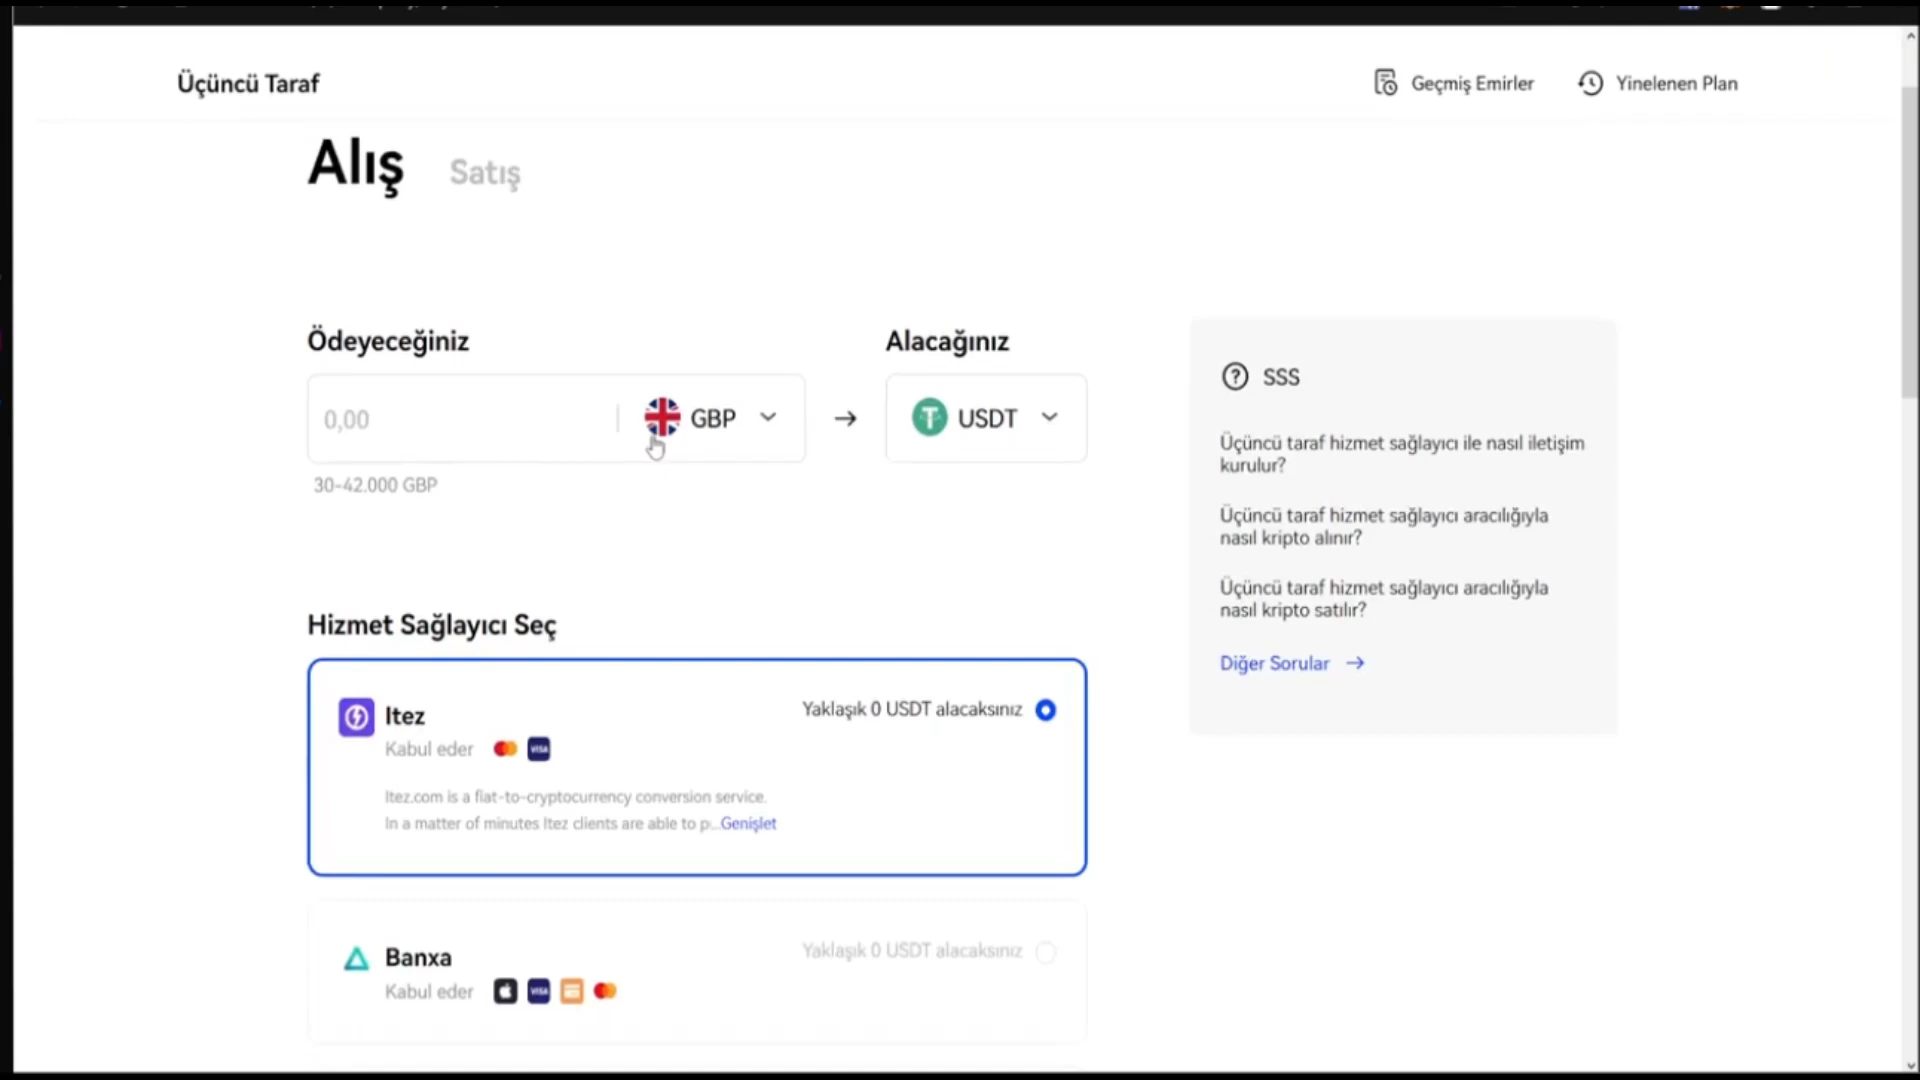 Üçüncü Taraf
Geçmiş Emirler
Yinelenen Plan
Alış
Satış
Ödeyeceğiniz
Alacağınız
0,00
GBP
USDT
30-42.000 GBP
SSS
Üçüncü taraf hizmet sağlayıcı ile nasıl iletişim
kurulur?
Üçüncü taraf hizmet sağlayıcı aracılığıyla
nasıl kripto alınır?
Üçüncü taraf hizmet sağlayıcı aracılığıyla
nasıl kripto satılır?
Diğer Sorular
Hizmet Sağlayıcı Seç
Itez
Yaklaşık 0 USDT alacaksınız
Kabul eder
VISA
Itez.com is a fiat-to-cryptocurrency conversion service.
In a matter of minutes Itez clients are able to p...Genişlet
Banxa
Yaklaşık 0 USDT alacaksınız
Kabul eder
VISA